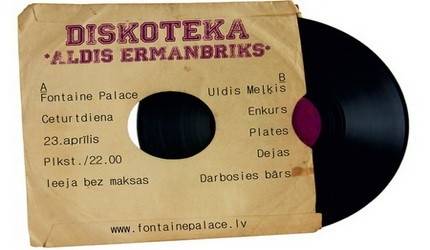 DISKOTEKA
·ALDIS ERMANBRIKS·
A
Fontaine Palace
Ceturtdiena
23.aprīlis
Plkst./22.00
Ieeja bez maksas
B
Uldis Meļķis
Enkurs
Plates
Dejas
Darbosies bārs
www.fontainepalace.lv